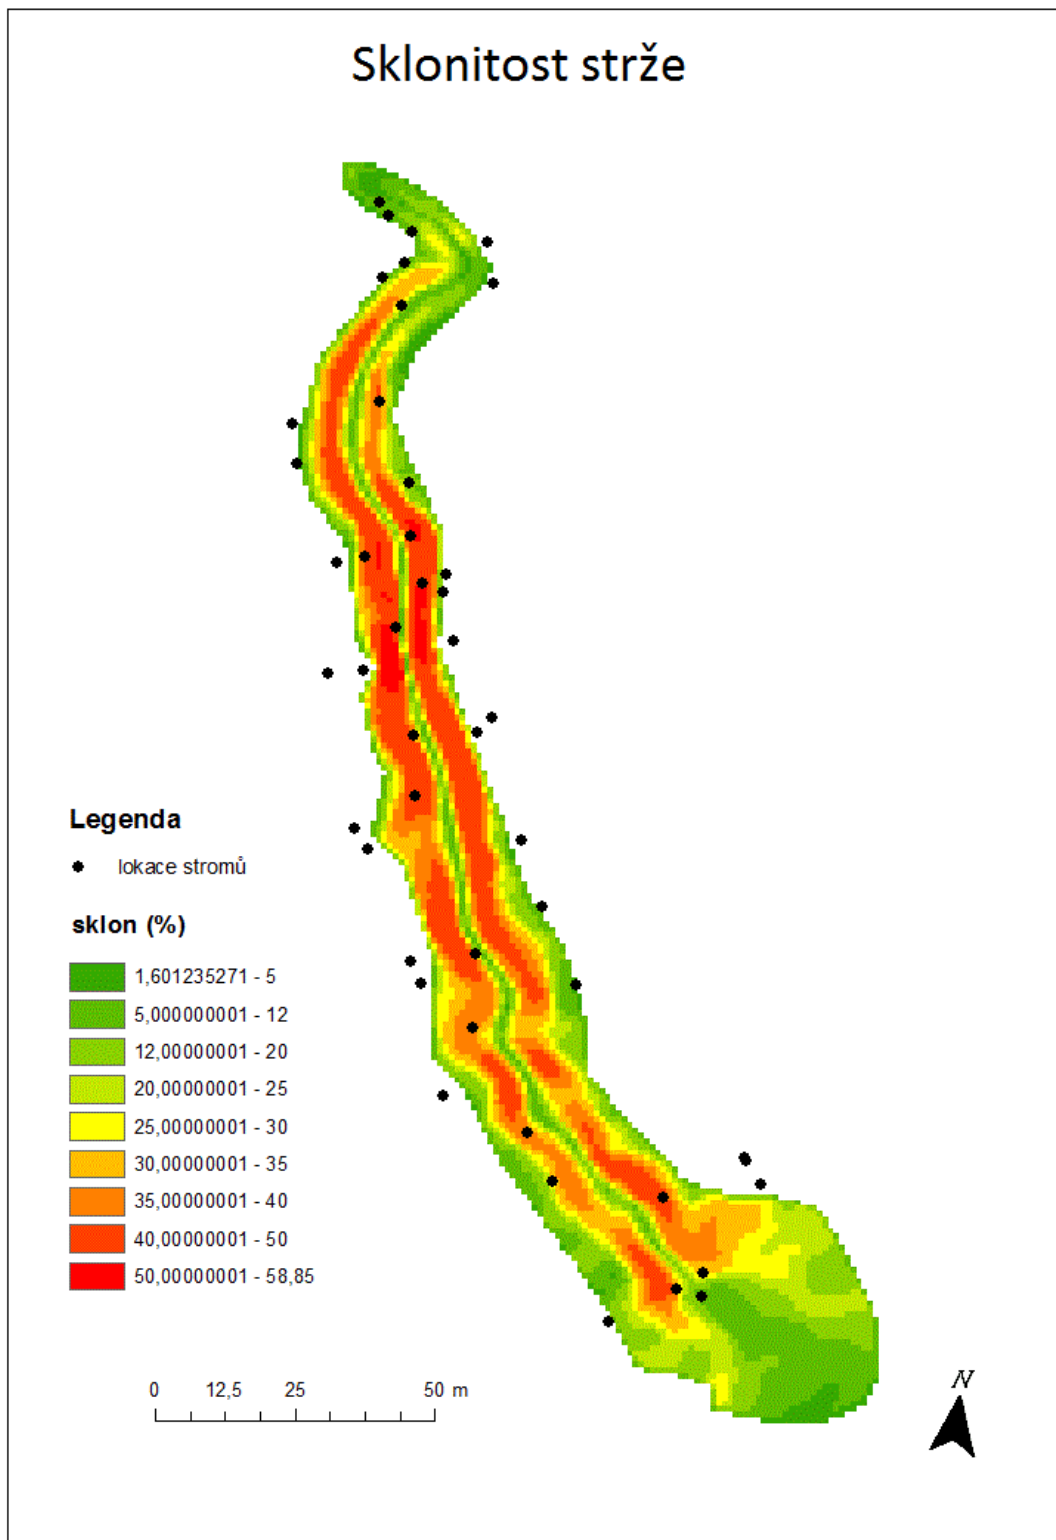 Sklonitost strže
Legenda
lokace stromů
sklon (%)
1,601235271 - 5
5,000000001 - 12
12,00000001 - 20
20,00000001 - 25
25,00000001 - 30
30,00000001 - 35
35,00000001 - 40
40,00000001 - 50
50,00000001 - 58,85
0 12,5 25 50 m
N